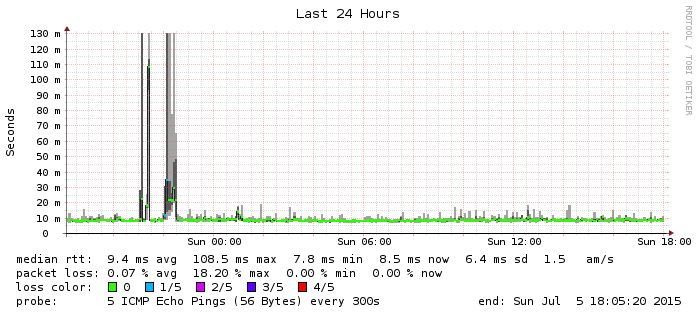 Last 24 Hours
RRDTOOL / TOBI OETIKER
Seconds
130 m
120 m
110 m
100 m
90 m
80 m
70 m
60 m
50 m
40 m
30 m
20 m
10 m
0
Sun 00:00 Sun 06:00 Sun 12:00 Sun 18:00
median rtt: 9.4 ms avg 108.5 ms max 7.8 ms min 8.5 ms now 6.4 ms sd 1.5 am/s
packet loss: 0.07 % avg 18.20 % max 0.00 % min 0.00 % now
loss color: 0 1/5 2/5 3/5 4/5
probe: 5 ICMP Echo Pings (56 Bytes) every 300s end: Sun Jul 5 18:05:20 2015